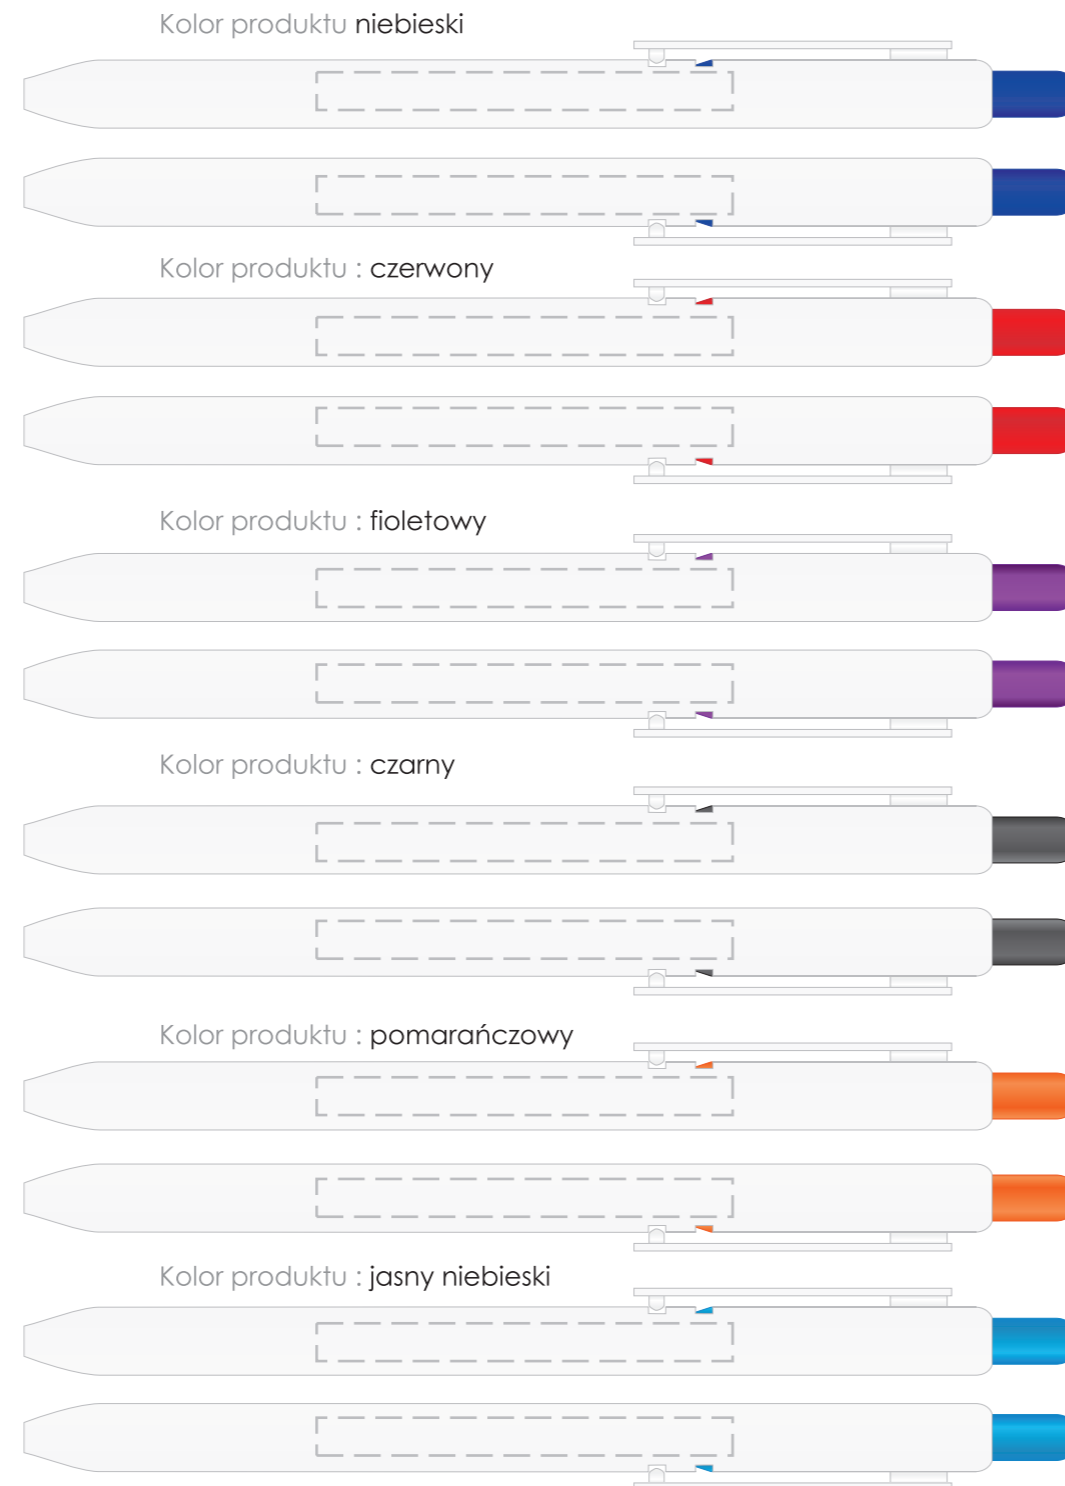 Kolor produktu niebieski
Kolor produktu : czerwony
Kolor produktu : fioletowy
Kolor produktu : czarny
Kolor produktu : pomarańczowy
Kolor produktu : jasny niebieski